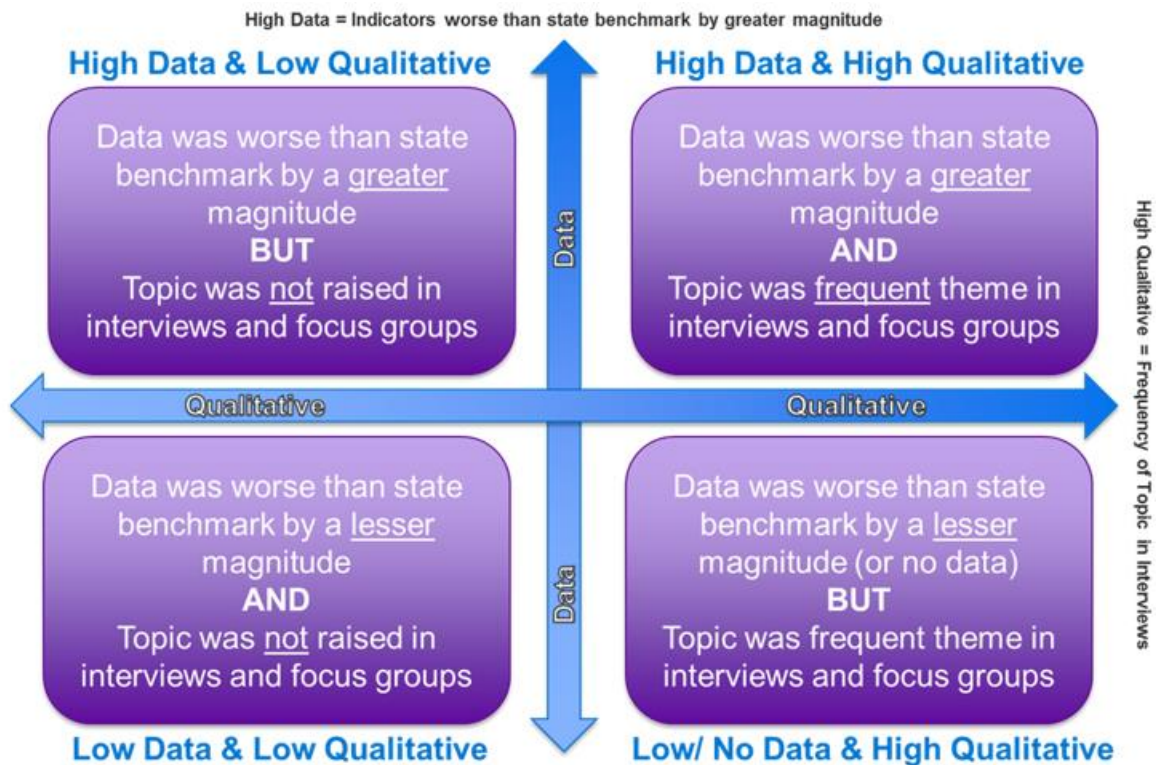 High Data = Indicators worse than state benchmark by greater magnitude
High Data & Low Qualitative
Data was worse than state
benchmark by a greater
magnitude
BUT
Topic was not raised in
interviews and focus groups
High Data & High Qualitative
Data was worse than state
benchmark by a greater
magnitude
AND
Topic was frequent theme in
interviews and focus groups
Data
Qualitative
Qualitative
Data
Data was worse than state
benchmark by a lesser
magnitude
AND
Topic was not raised in
interviews and focus groups
Low Data & Low Qualitative
Data was worse than state
benchmark by a lesser
magnitude (or no data)
BUT
Topic was frequent theme in
interviews and focus groups
Low/ No Data & High Qualitative
High Qualitative = Frequency of Topic in Interviews